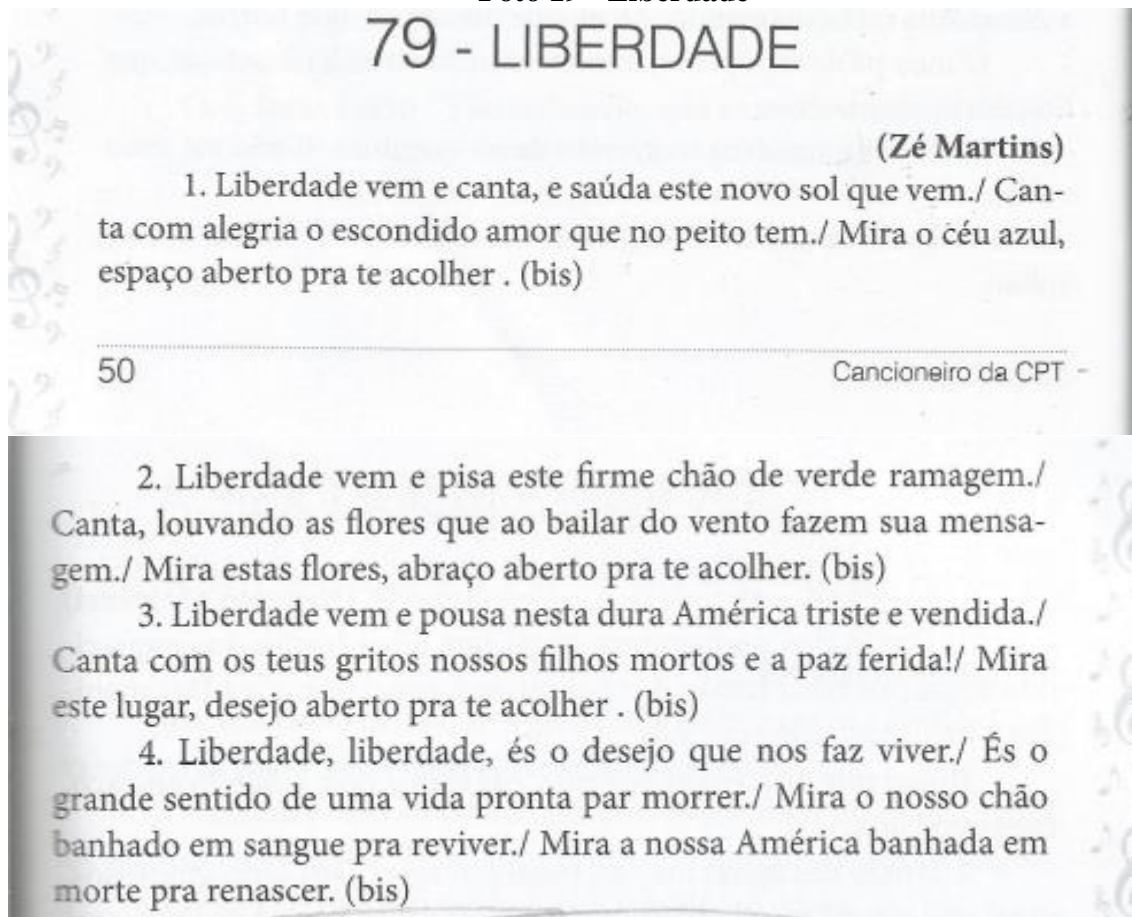 79 - LIBERDADE
(Zé Martins)
1. Liberdade vem e canta, e saúda este novo sol que vem./ Can-
ta com alegria o escondido amor que no peito tem./ Mira o céu azul,
espaço aberto pra te acolher . (bis)
50
Cancioneiro da CPT -
2. Liberdade vem e pisa este firme chão de verde ramagem./
Canta, louvando as flores que ao bailar do vento fazem sua mensa-
gem./ Mira estas flores, abraço aberto pra te acolher. (bis)
3. Liberdade vem e pousa nesta dura América triste e vendida./
Canta com os teus gritos nossos filhos mortos e a paz ferida!/ Mira
este lugar, desejo aberto pra te acolher . (bis)
4. Liberdade, liberdade, és o desejo que nos faz viver./ És o
grande sentido de uma vida pronta par morrer./ Mira o nosso chão
banhado em sangue pra reviver./ Mira a nossa América banhada em
morte pra renascer. (bis)